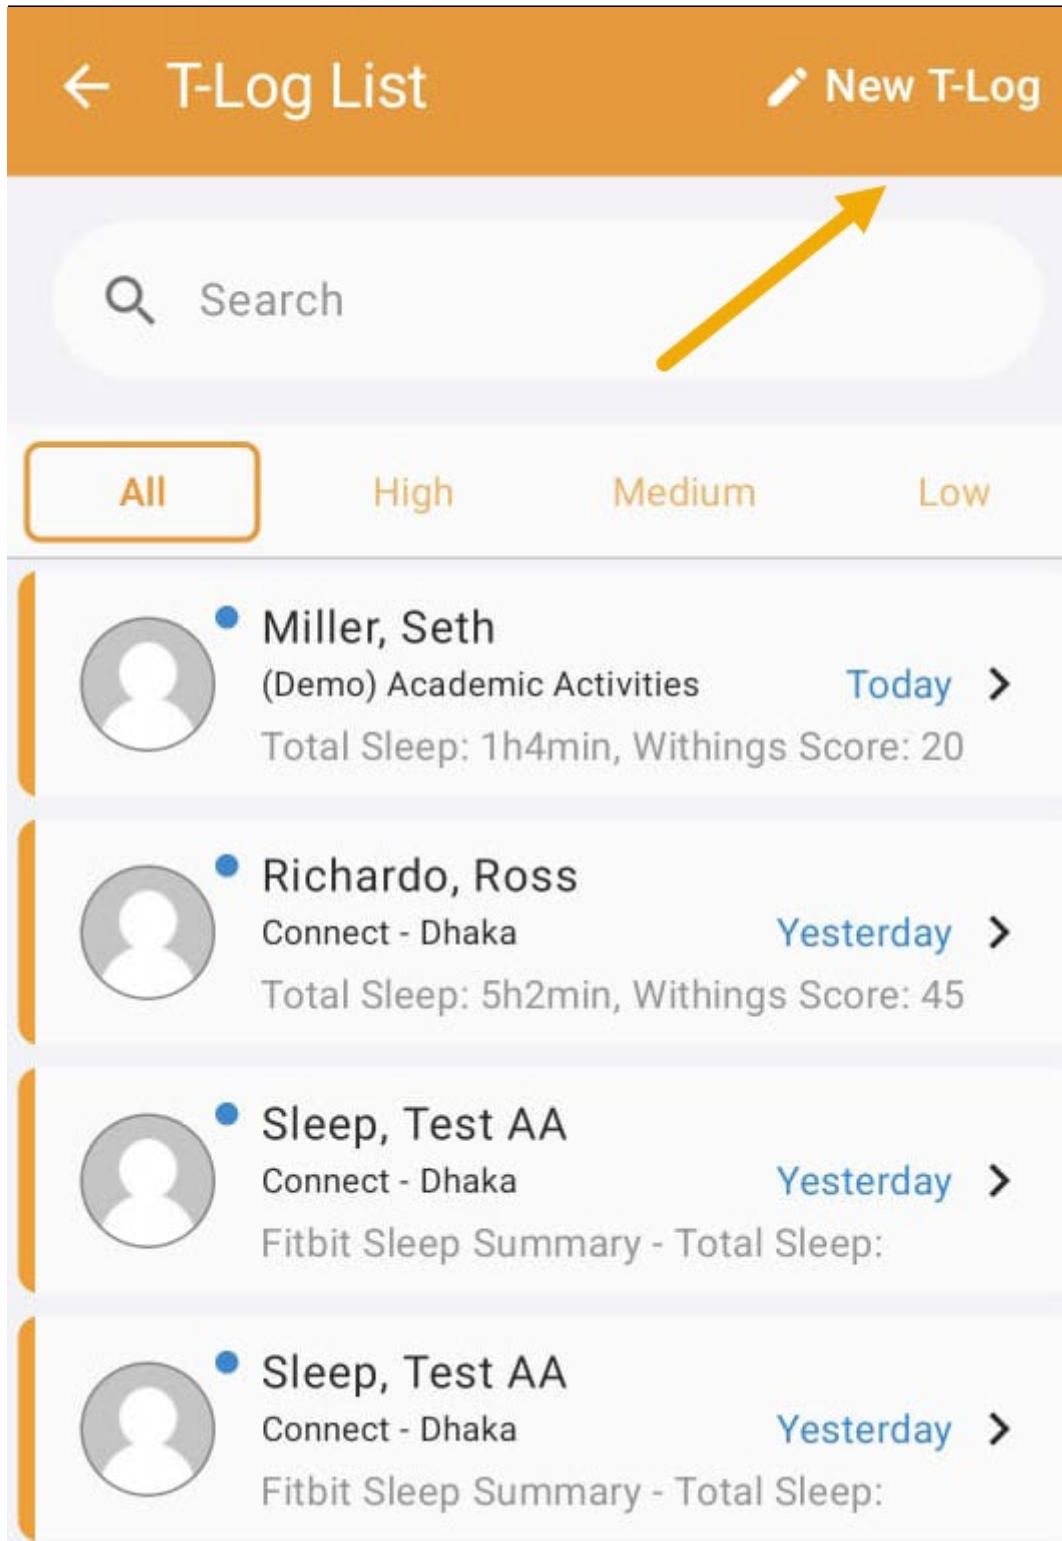 T-Log List
New T-Log
Search
All High Medium Low
Miller, Seth
(Demo) Academic Activities Today
Total Sleep: 1h4min, Withings Score: 20
Richardo, Ross
Connect - Dhaka Yesterday
Total Sleep: 5h2min, Withings Score: 45
Sleep, Test AA
Connect - Dhaka Yesterday
Fitbit Sleep Summary - Total Sleep:
Sleep, Test AA
Connect - Dhaka Yesterday
Fitbit Sleep Summary - Total Sleep: